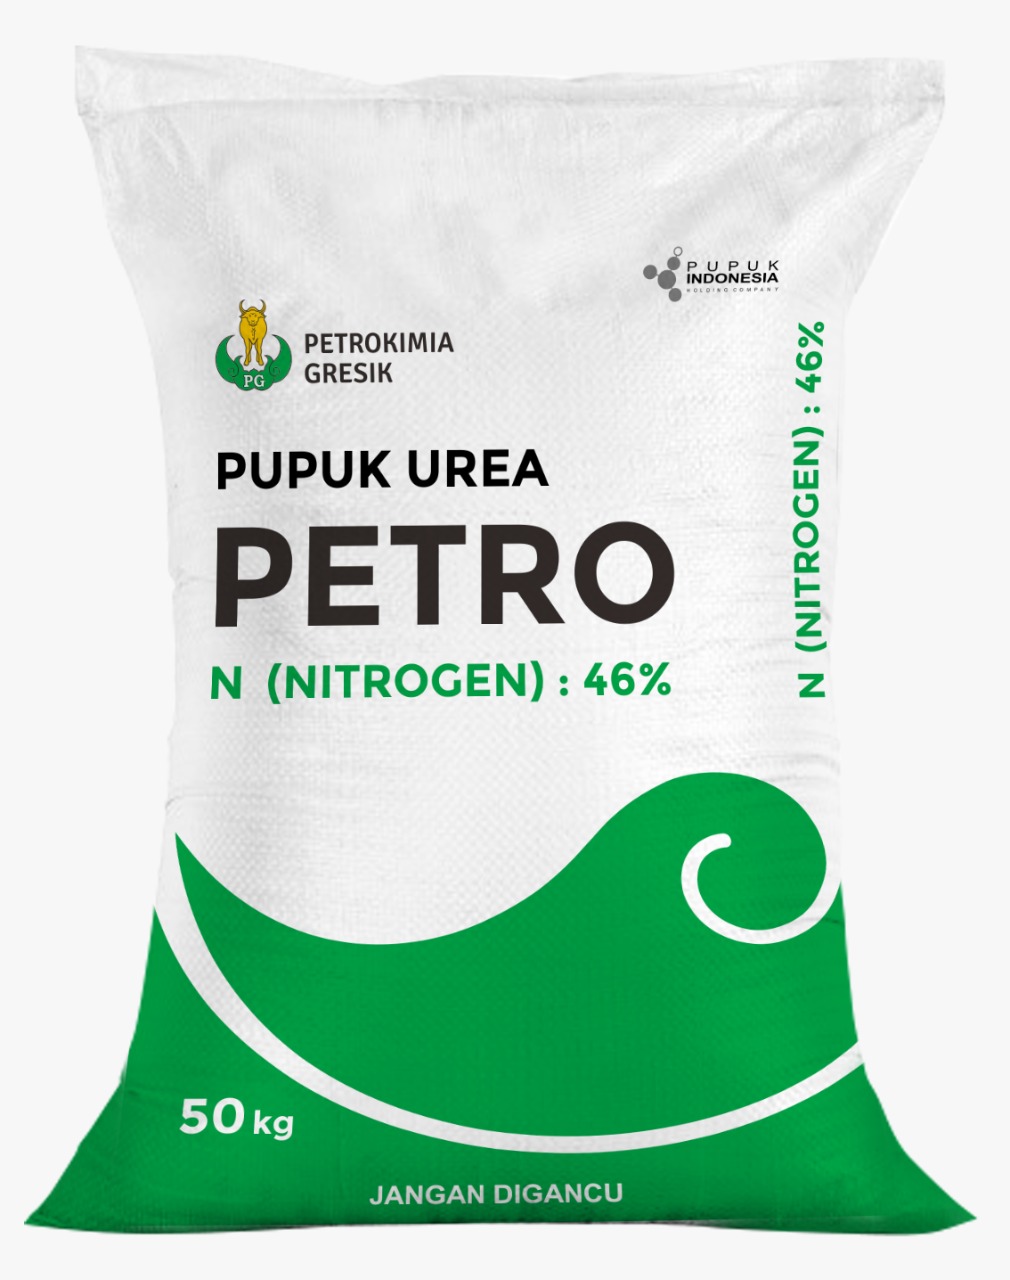 PUPUK
INDONESIA
HOLDING COMPANY
PETROKIMIA
GRESIK
PG
PUPUK UREA
PETRO
N (NITROGEN) : 46%
N (NITROGEN) : 46%
50 kg
JANGAN DIGANCU